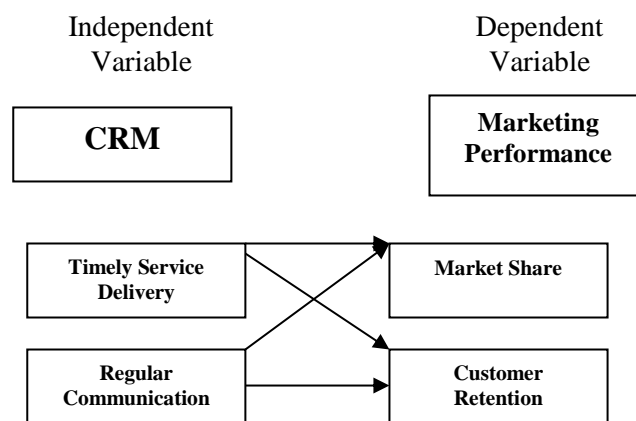 Independent
Variable
Dependent
Variable
CRM
Marketing
Performance
Timely Service
Delivery
Market Share
Regular
Communication
Customer
Retention